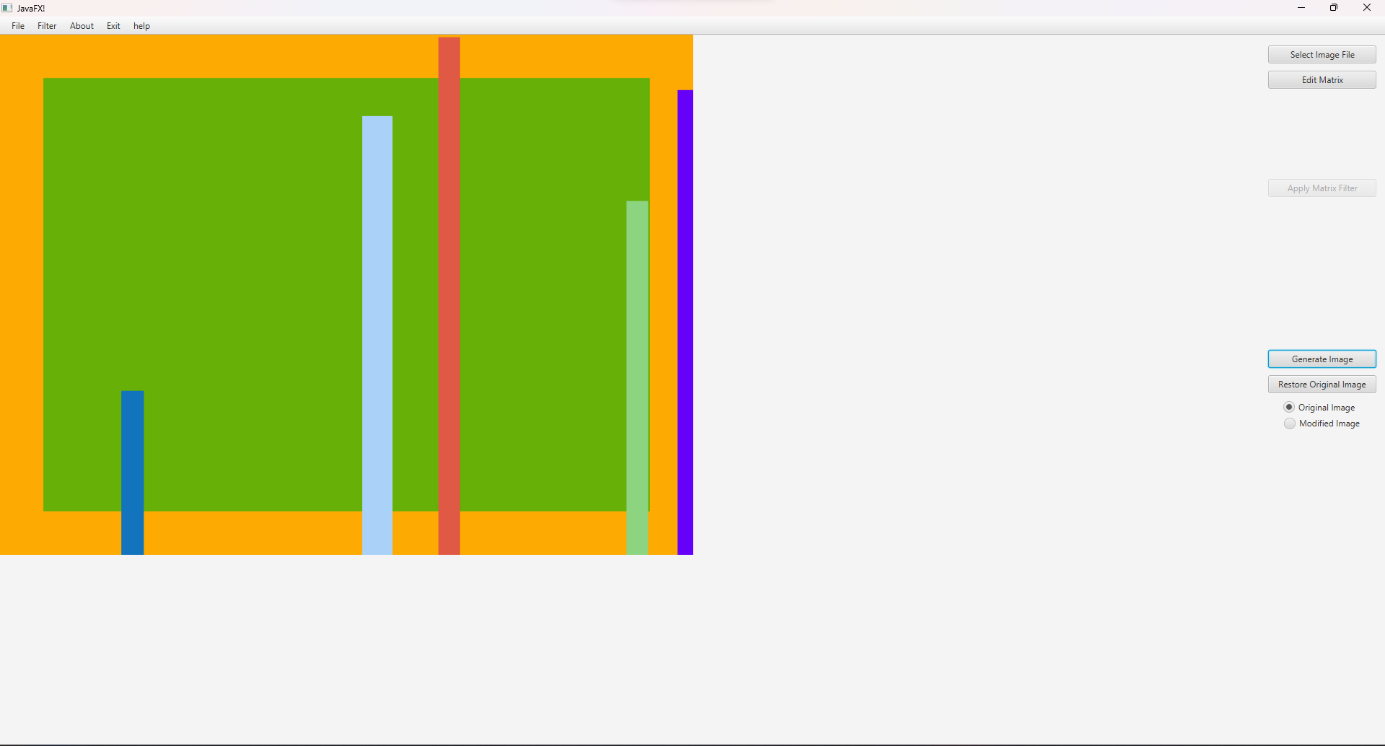 JavaFX!
File Filter About Exit help
Select Image File
Edit Matrix
Apply Matrix Filter
Generate Image
Restore Original Image
Original Image
Modified Image